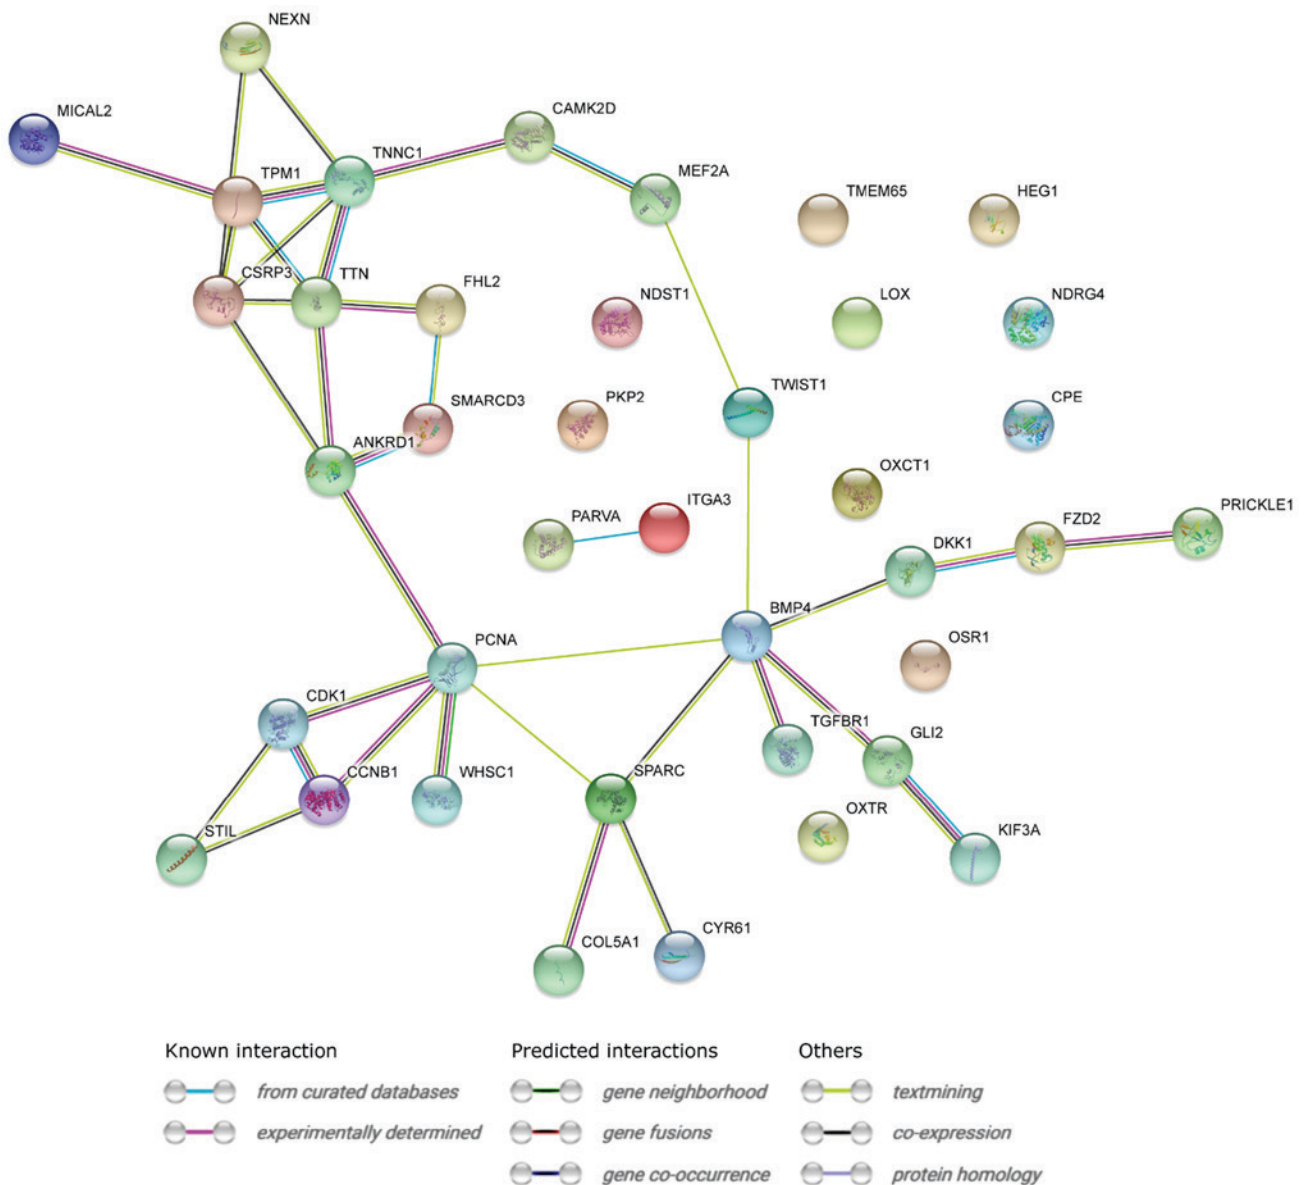 NEXN
MICAL2
CAMK2D
TNNC1
TPM1
MEF2A
TMEM65
HEG1
CSRP3
TTN
FHL2
NDST1
LOX
NDRG4
SMARCD3
PKP2
TWIST1
CPE
ANKRD1
OXCT1
PARVA
ITGA3
DKK1
FZD2
PRICKLE1
BMP4
PCNA
OSR1
CDK1
TGFBR1
GLI2
CCNB1
WHSC1
SPARC
STIL
OXTR
KIF3A
COL5A1
CYR61
Known interaction
from curated databases
experimentally determined
Predicted interactions
gene neighborhood
gene fusions
gene co-occurrence
Others
textmining
co-expression
protein homology